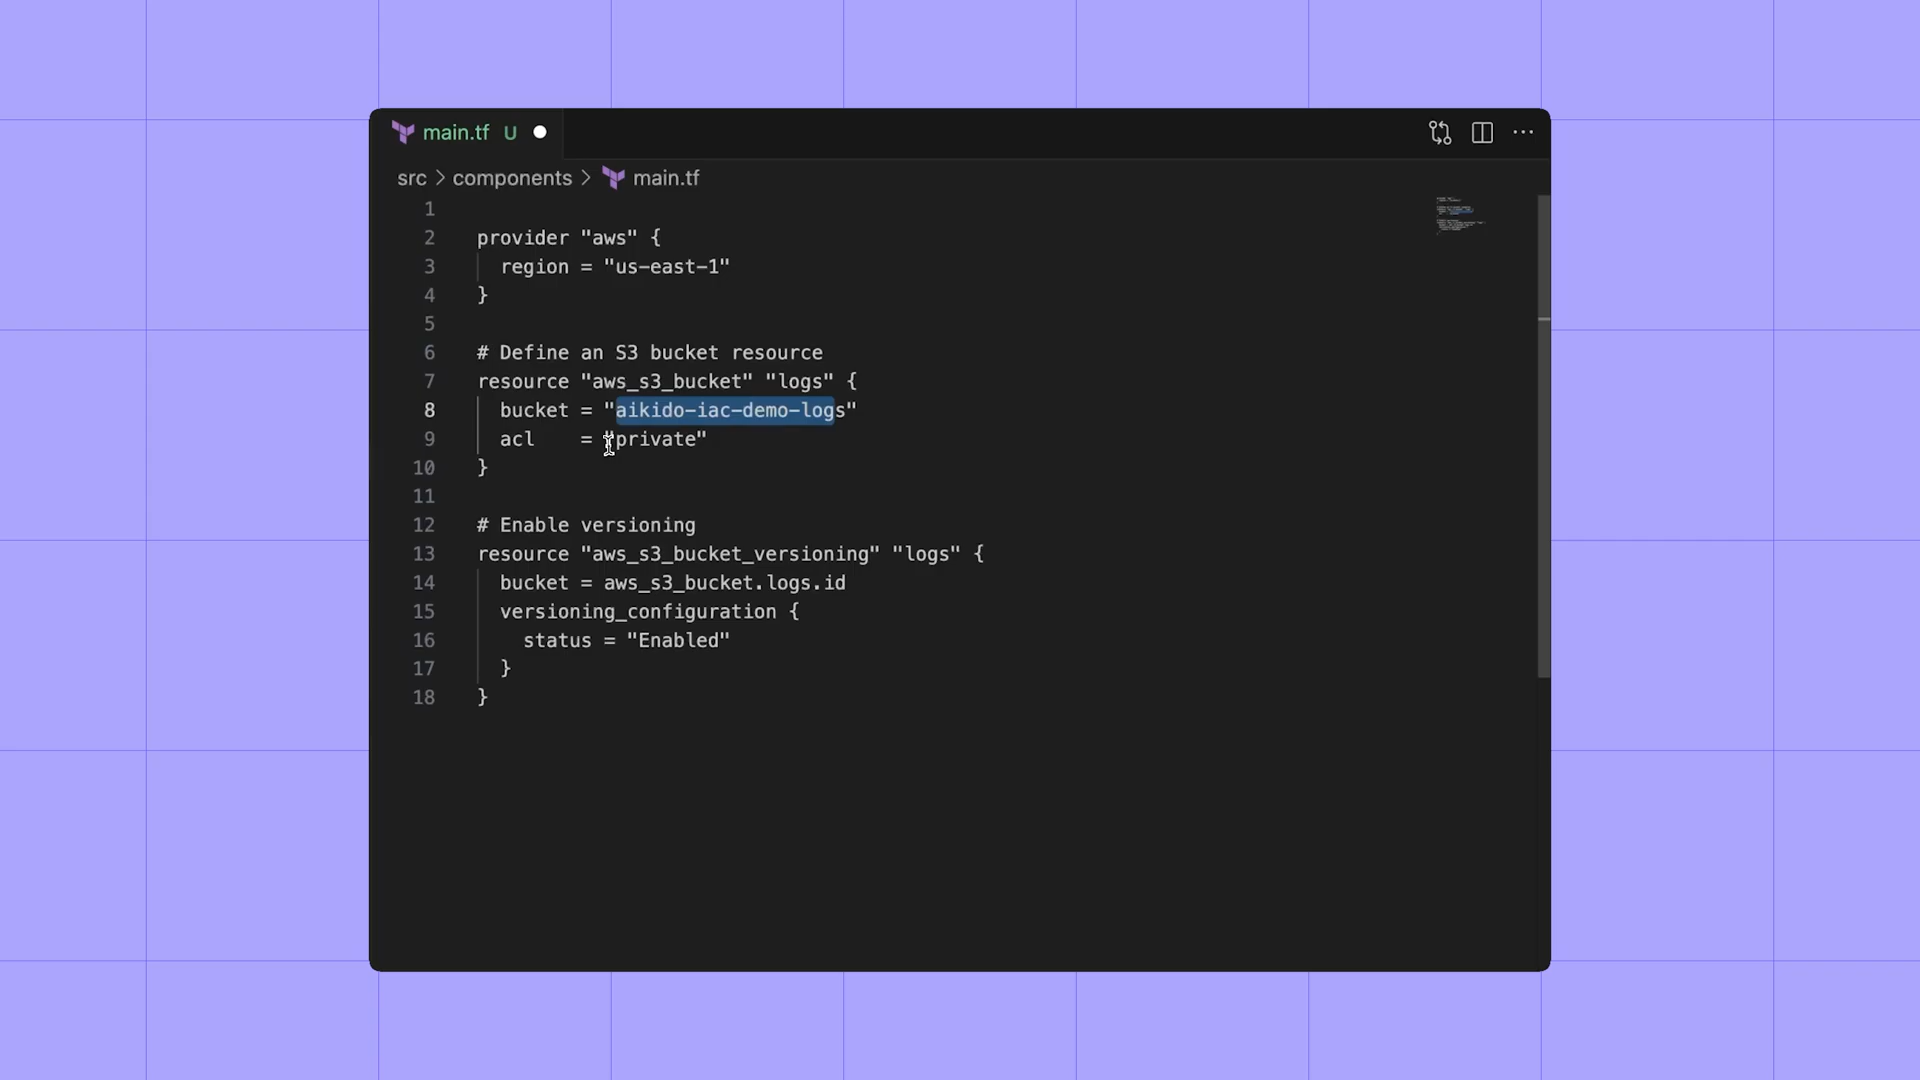 main.tf U
src > components > main.tf
1
2 provider "aws" {
3 region = "us-east-1"
4 }
5
6 # Define an S3 bucket resource
7 resource "aws_s3_bucket" "logs" {
8 bucket = "aikido-iac-demo-logs"
9 acl = "private"
10 }
11
12 # Enable versioning
13 resource "aws_s3_bucket_versioning" "logs" {
14 bucket = aws_s3_bucket.logs.id
15 versioning_configuration {
16 status = "Enabled"
17 }
18 }